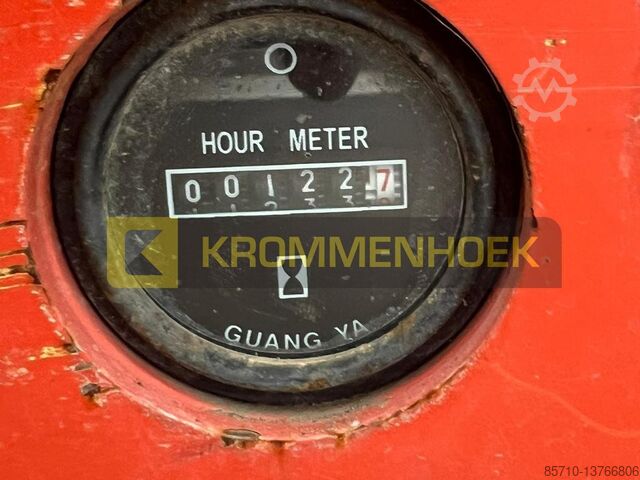 HOUR METER
001227
KROMMENHOEK
GUANG YA
85710-13766806